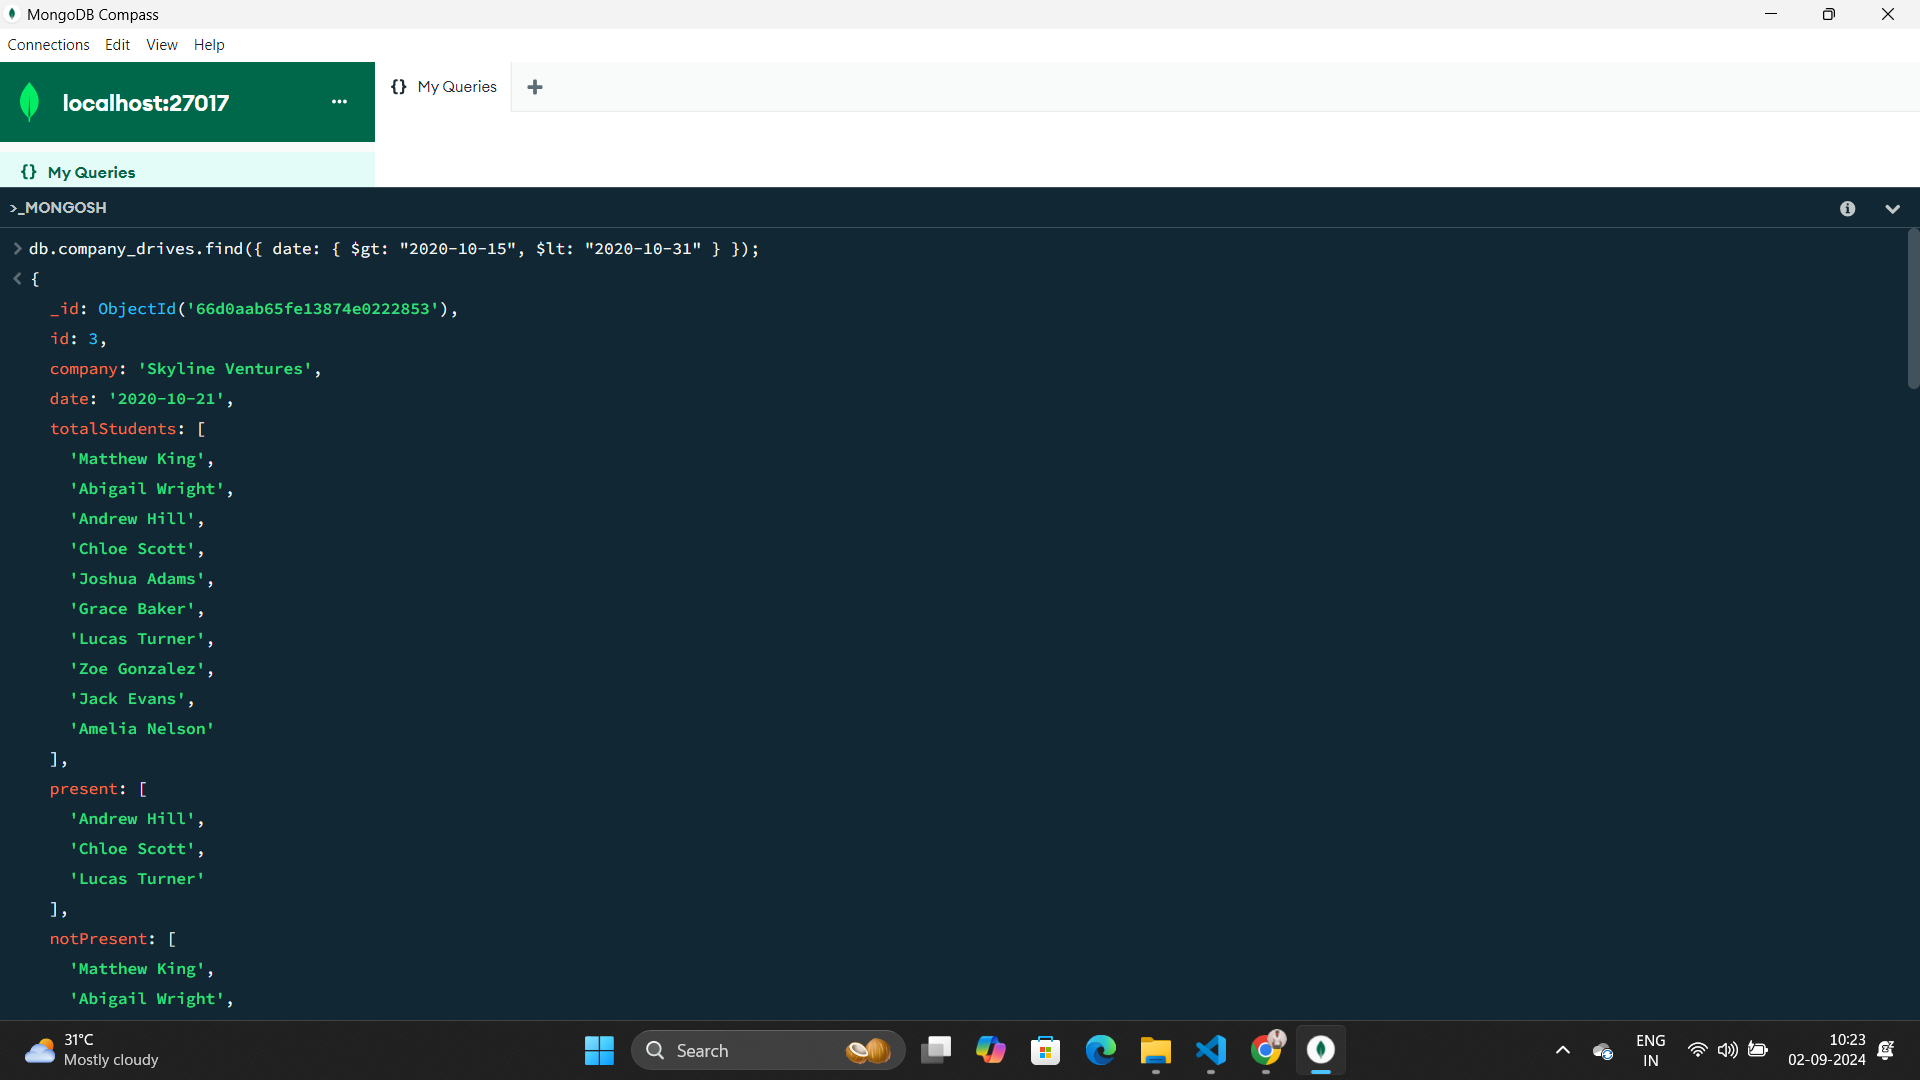 MongoDB Compass
Connections Edit View Help
localhost:27017 ...
{} My Queries +
{} My Queries
>_MONGOSH
> db.company_drives.find({ date: { $gt: "2020-10-15", $lt: "2020-10-31" } });
< {
_id: ObjectId('66d0aab65fe13874e0222853'),
id: 3,
company: 'Skyline Ventures',
date: '2020-10-21',
totalStudents: [
'Matthew King',
'Abigail Wright',
'Andrew Hill',
'Chloe Scott',
'Joshua Adams',
'Grace Baker',
'Lucas Turner',
'Zoe Gonzalez',
'Jack Evans',
'Amelia Nelson'
],
present: [
'Andrew Hill',
'Chloe Scott',
'Lucas Turner'
],
notPresent: [
'Matthew King',
'Abigail Wright',
31°C
Mostly cloudy
Search
ENG
IN
10:23
02-09-2024